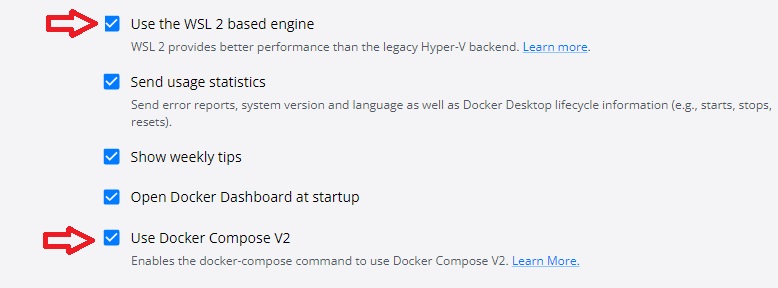 Use the WSL 2 based engine
WSL 2 provides better performance than the legacy Hyper-V backend. Learn more.
Send usage statistics
Send error reports, system version and language as well as Docker Desktop lifecycle information (e.g., starts, stops,
resets).
Show weekly tips
Open Docker Dashboard at startup
Use Docker Compose V2
Enables the docker-compose command to use Docker Compose V2. Learn More.